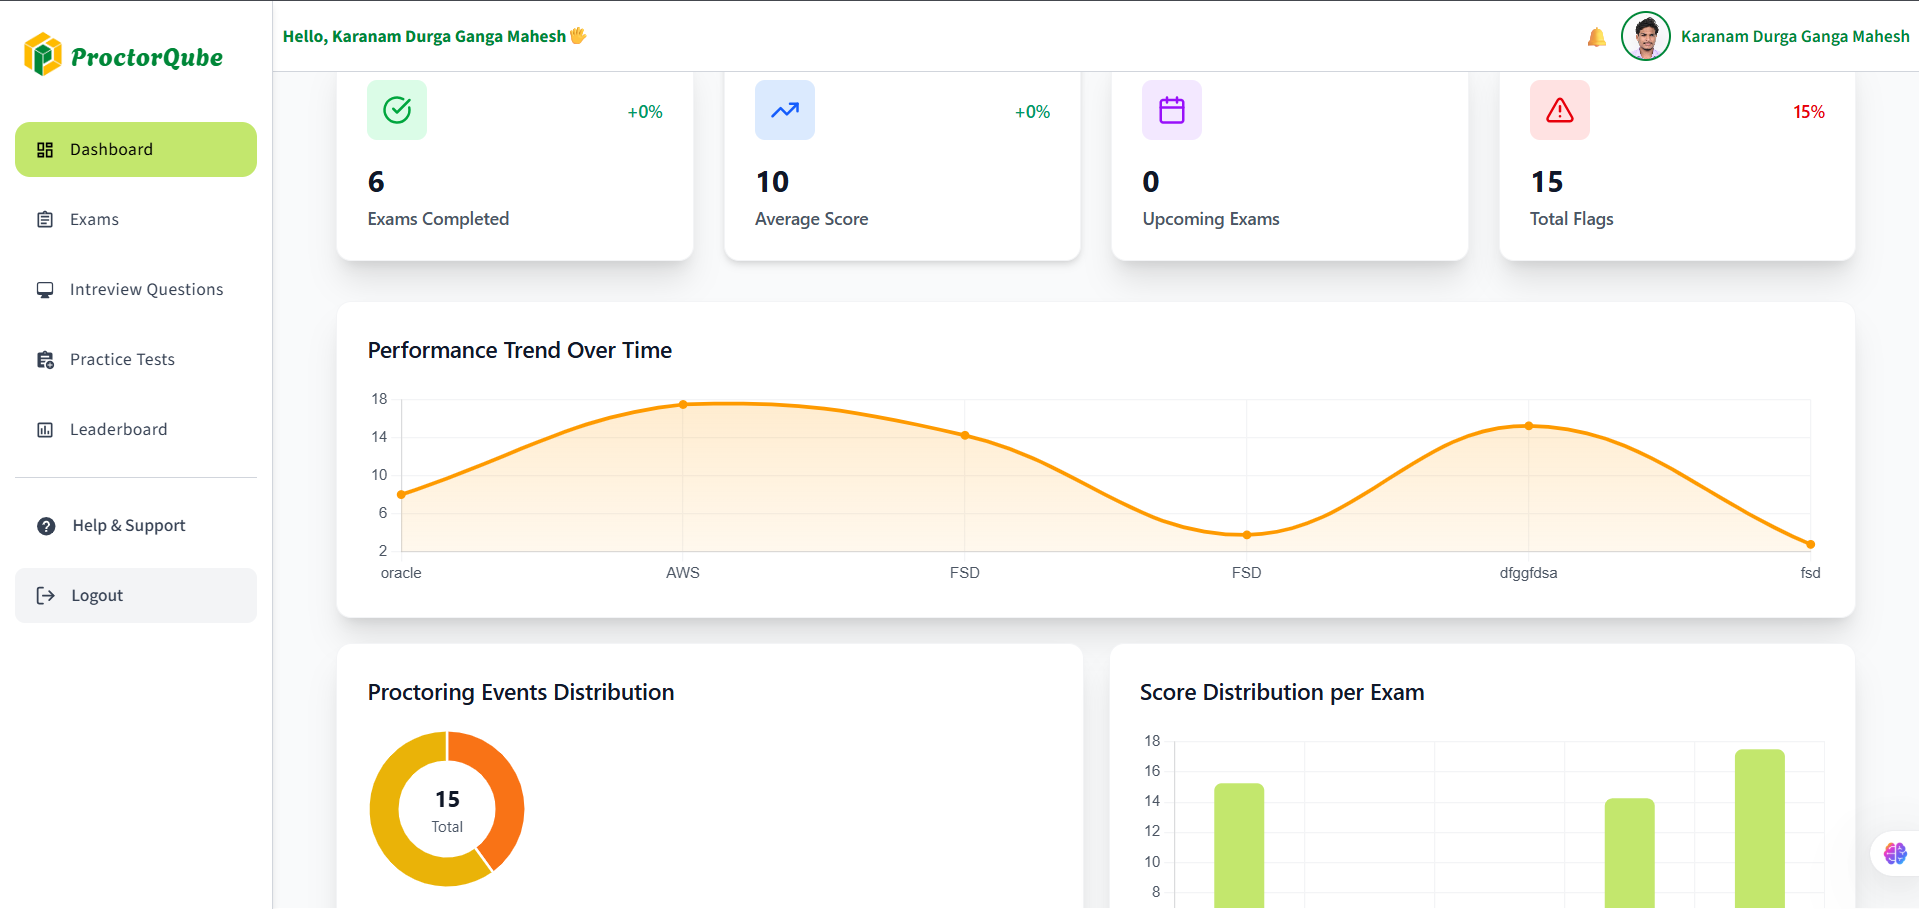 ProctorQube
Hello, Karanam Durga Ganga Mahesh🖐
Karanam Durga Ganga Mahesh
Dashboard
Exams
Intreview Questions
Practice Tests
Leaderboard
Help & Support
Logout
+0%
6
Exams Completed
+0%
10
Average Score
0
Upcoming Exams
15%
15
Total Flags
Performance Trend Over Time
18
14
10
6
2
oracle AWS FSD FSD dfggfdsa fsd
Proctoring Events Distribution
15
Total
Score Distribution per Exam
18
16
14
12
10
8